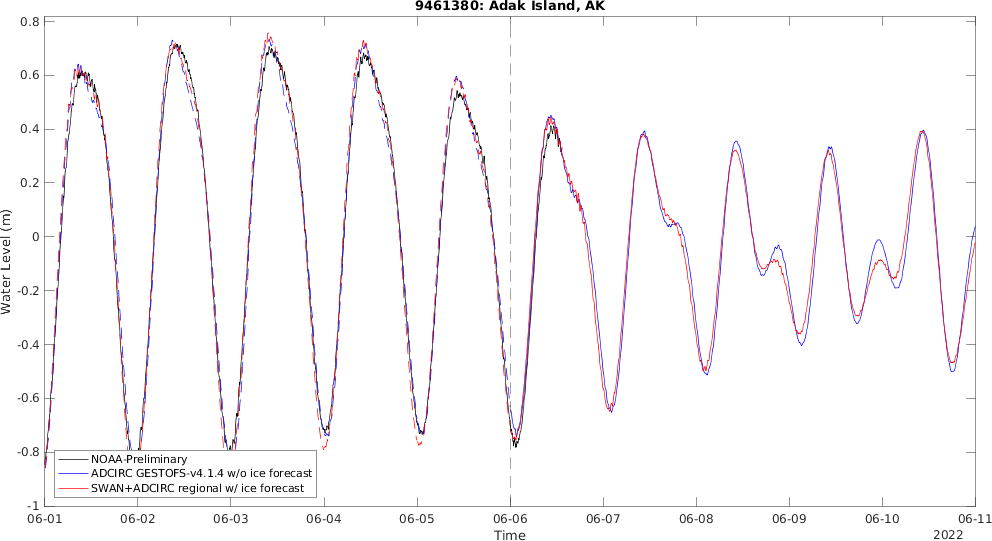 9461380: Adak Island, AK
0.8
0.6
0.4
0.2
0
-0.2
-0.4
-0.6
-0.8
-1
Water Level (m)
NOAA-Preliminary
ADCIRC GESTOFS-v4.1.4 w/o ice forecast
SWAN+ADCIRC regional w/ ice forecast
06-01 06-02 06-03 06-04 06-05 06-06 06-07 06-08 06-09 06-10 06-11
Time
2022